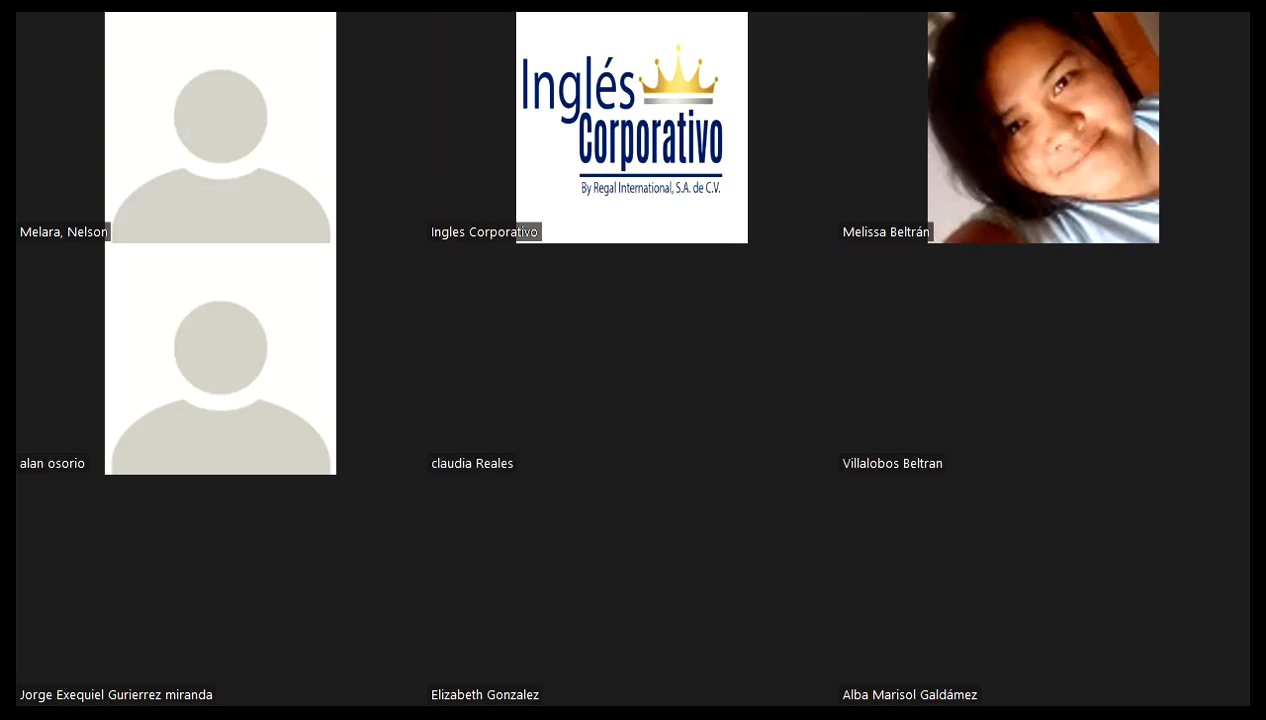 Inglés
Corporativo
By Regal International, S.A. de C.V.
Melara, Nelson
Ingles Corporativo
Melissa Beltrán
alan osorio
claudia Reales
Villalobos Beltran
Jorge Exequiel Gurierrez miranda
Elizabeth Gonzalez
Alba Marisol Galdámez